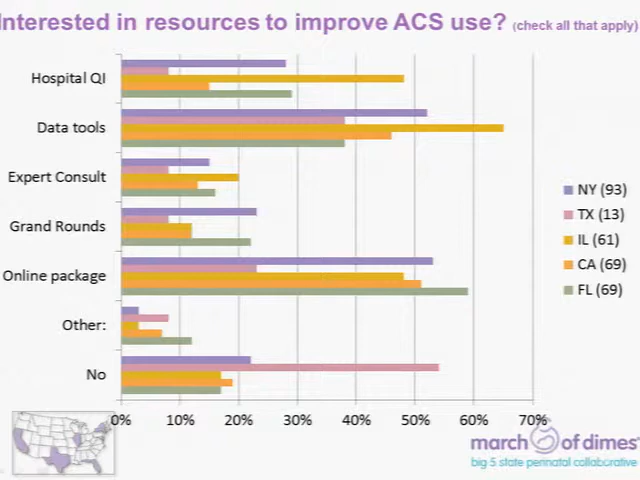 Interested in resources to improve ACS use? (check all that apply)
Hospital QI
Data tools
Expert Consult
Grand Rounds
Online package
Other:
No
NY (93)
TX (13)
IL (61)
CA (69)
FL (69)
0% 10% 20% 30% 40% 50% 60% 70%
march of dimes®
big 5 state perinatal collaborative